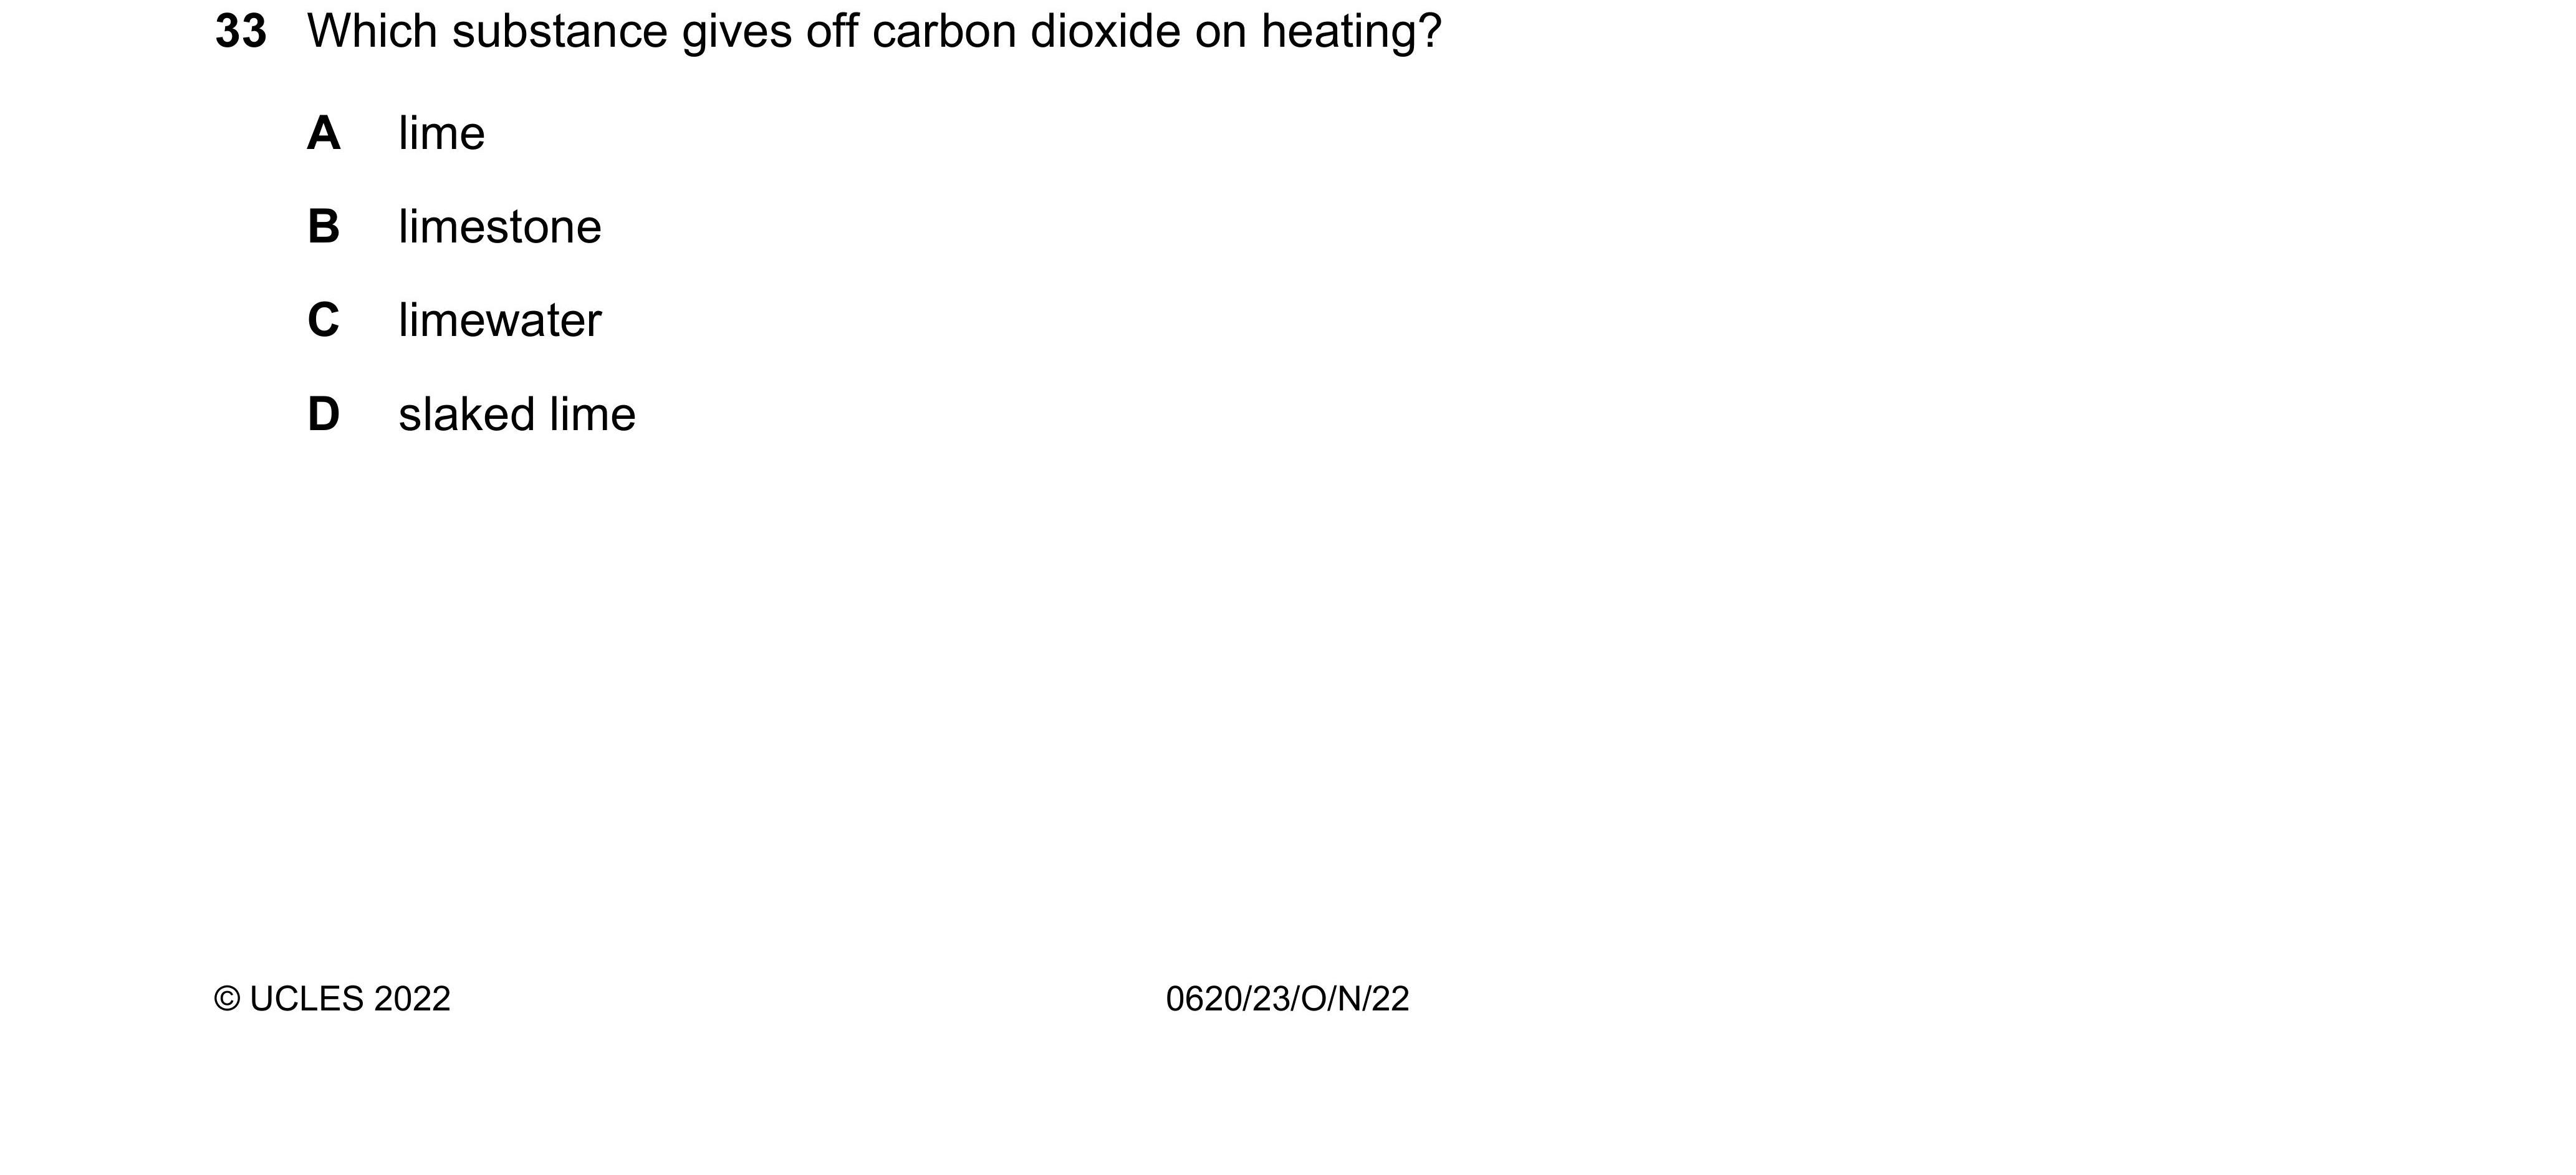 33 Which substance gives off carbon dioxide on heating?
A lime
B limestone
C limewater
D slaked lime
© UCLES 2022 0620/23/O/N/22